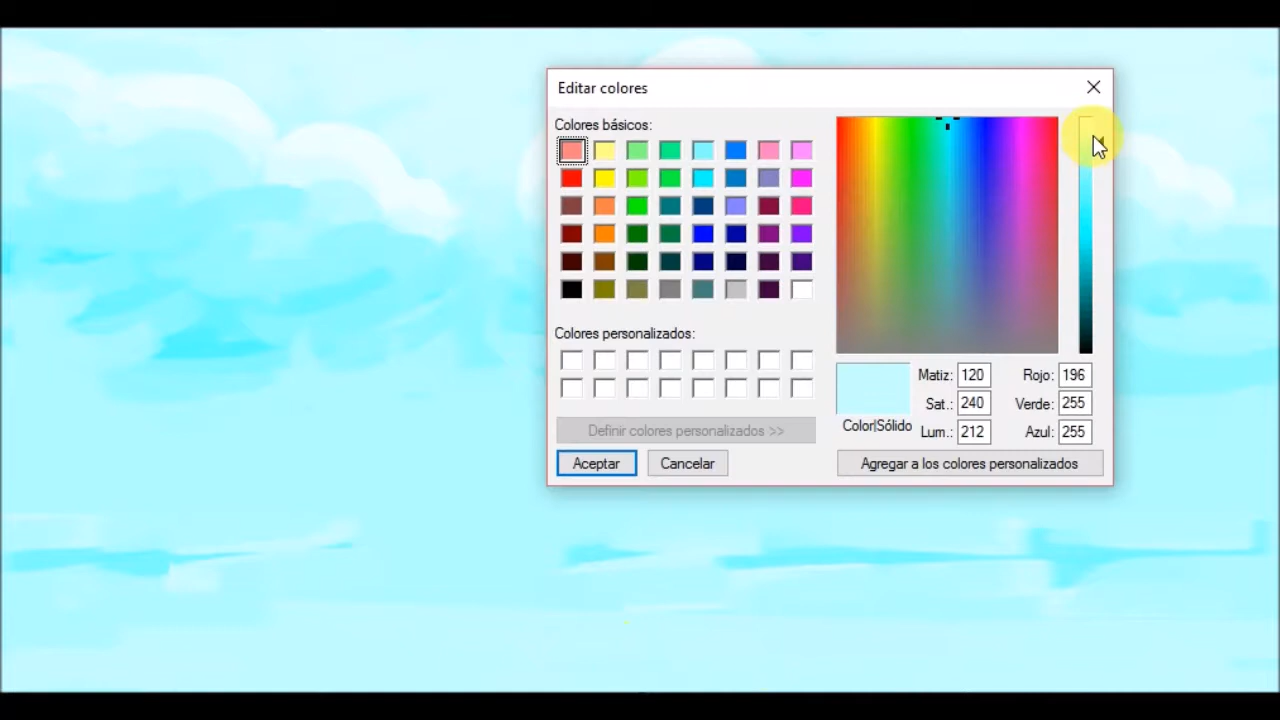 Editar colores
Colores básicos:
Colores personalizados:
Definir colores personalizados >>
Aceptar
Cancelar
Color|Sólido
Matiz: 120
Sat.: 240
Lum.: 212
Rojo: 196
Verde: 255
Azul: 255
Agregar a los colores personalizados